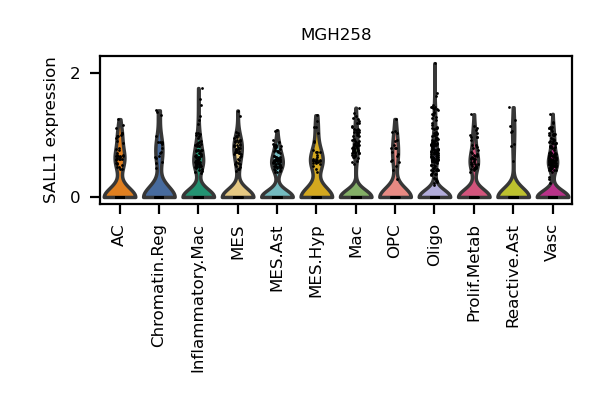 MGH258
SALL1 expression
2
0
AC
Chromatin.Reg
Inflammatory.Mac
MES
MES.Ast
MES.Hyp
Mac
OPC
Oligo
Prolif.Metab
Reactive.Ast
Vasc